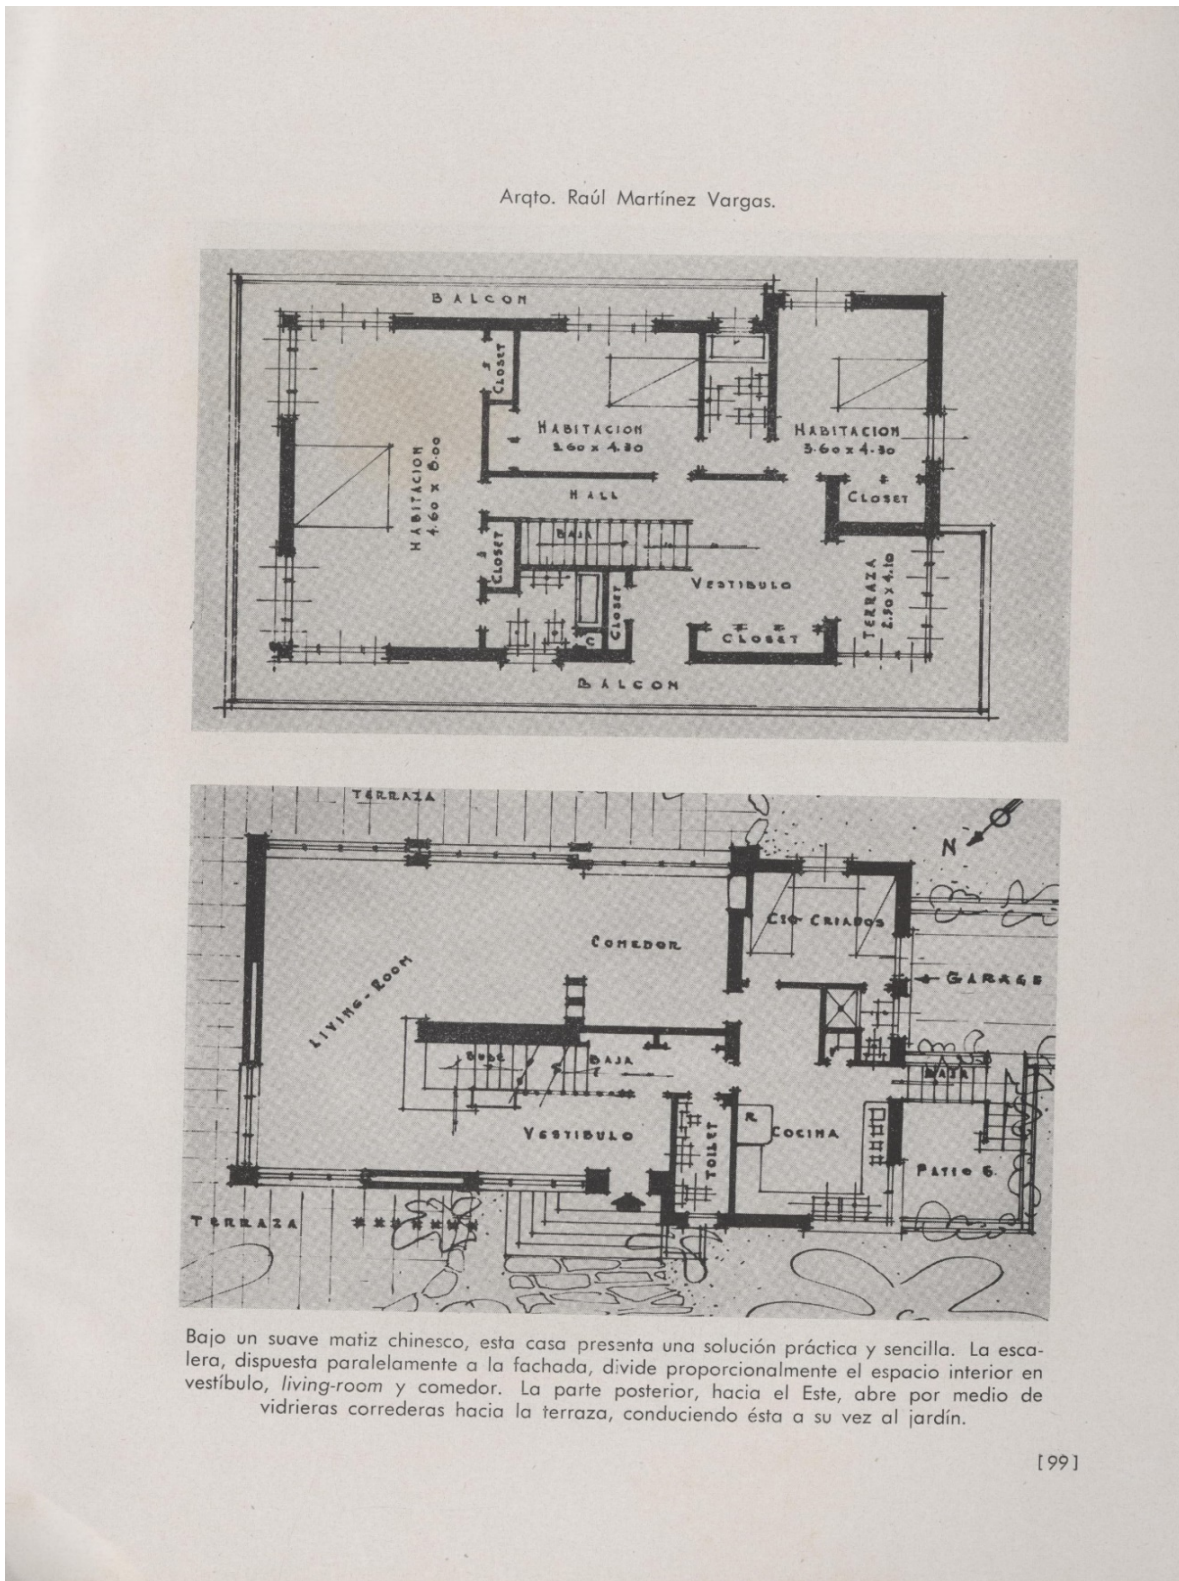 Arqto. Raúl Martínez Vargas.
BALCON
CLOSET
HABITACION
3.60 x 4.30
HABITACION
3.60 x 4.30
HABITACION
4.60 x 8.00
HALL
CLOSET
BAJA
CLOSET
VESTIBULO
TERRAZA
2.50 x 4.10
CLOSET
CLOSET
C
BALCON
TERRAZA
N
COMEDOR
CTO CRIADOS
GARAGE
LIVING-ROOM
SUBE
BAJA
BAJA
VESTIBULO
TOILET
R
COCINA
PATIO S.
TERRAZA
Bajo un suave matiz chinesco, esta casa presenta una solución práctica y sencilla. La esca-
lera, dispuesta paralelamente a la fachada, divide proporcionalmente el espacio interior en
vestíbulo, living-room y comedor. La parte posterior, hacia el Este, abre por medio de
vidrieras correderas hacia la terraza, conduciendo ésta a su vez al jardín.
[99]